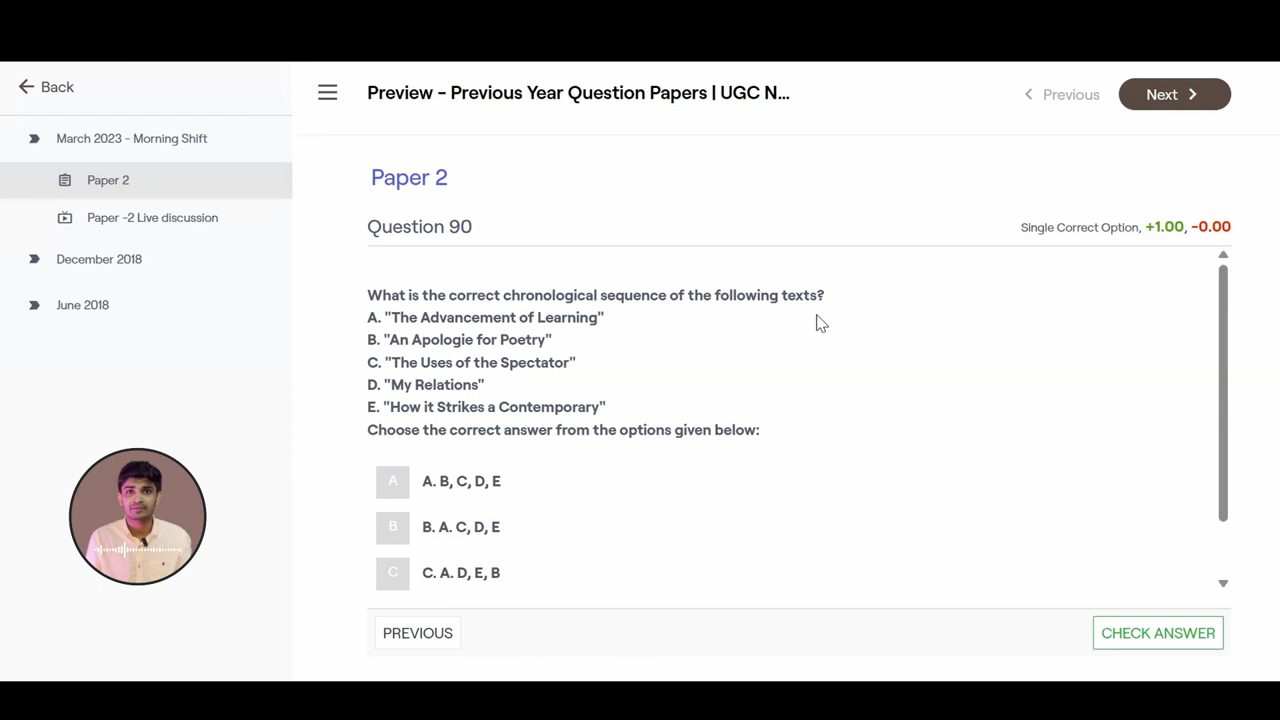 Back
March 2023 - Morning Shift
Paper 2
Paper -2 Live discussion
December 2018
June 2018
Preview - Previous Year Question Papers | UGC N...
Previous
Next
Paper 2
Question 90
Single Correct Option, +1.00, -0.00
What is the correct chronological sequence of the following texts?
A. "The Advancement of Learning"
B. "An Apologie for Poetry"
C. "The Uses of the Spectator"
D. "My Relations"
E. "How it Strikes a Contemporary"
Choose the correct answer from the options given below:
A A. B, C, D, E
B B. A. C, D, E
C C. A. D, E, B
PREVIOUS
CHECK ANSWER